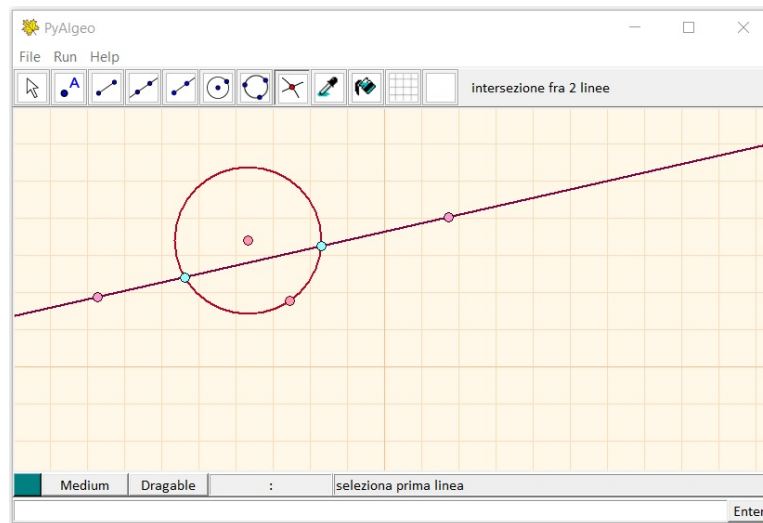 PyAlgeo
File Run Help
A
intersezione fra 2 linee
Medium Dragable : seleziona prima linea
Enter